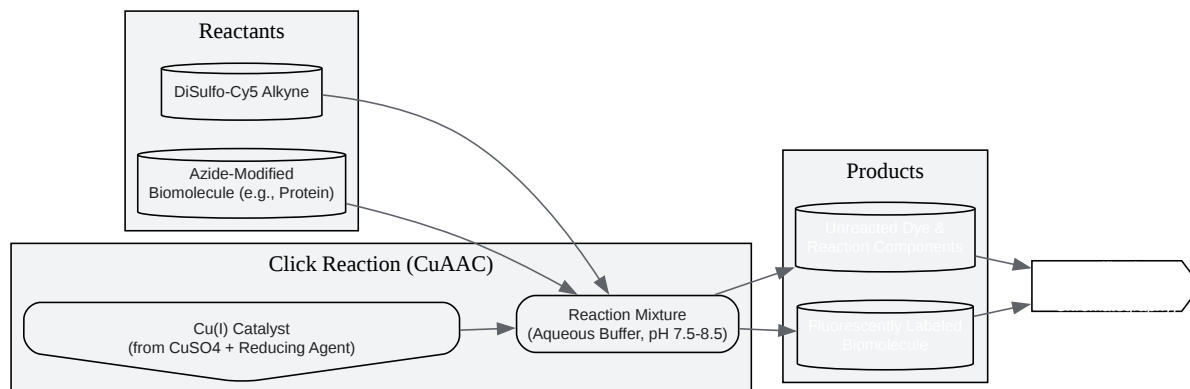 Reactants
DiSulfo-Cy5 Alkyne
Azide-Modified
Biomolecule (e.g., Protein)
Click Reaction (CuAAC)
Cu(I) Catalyst
(from CuSO4 + Reducing Agent)
Reaction Mixture
(Aqueous Buffer, pH 7.5-8.5)
Products
Unreacted Dye &
Reaction Components
Fluorescently Labeled
Biomolecule